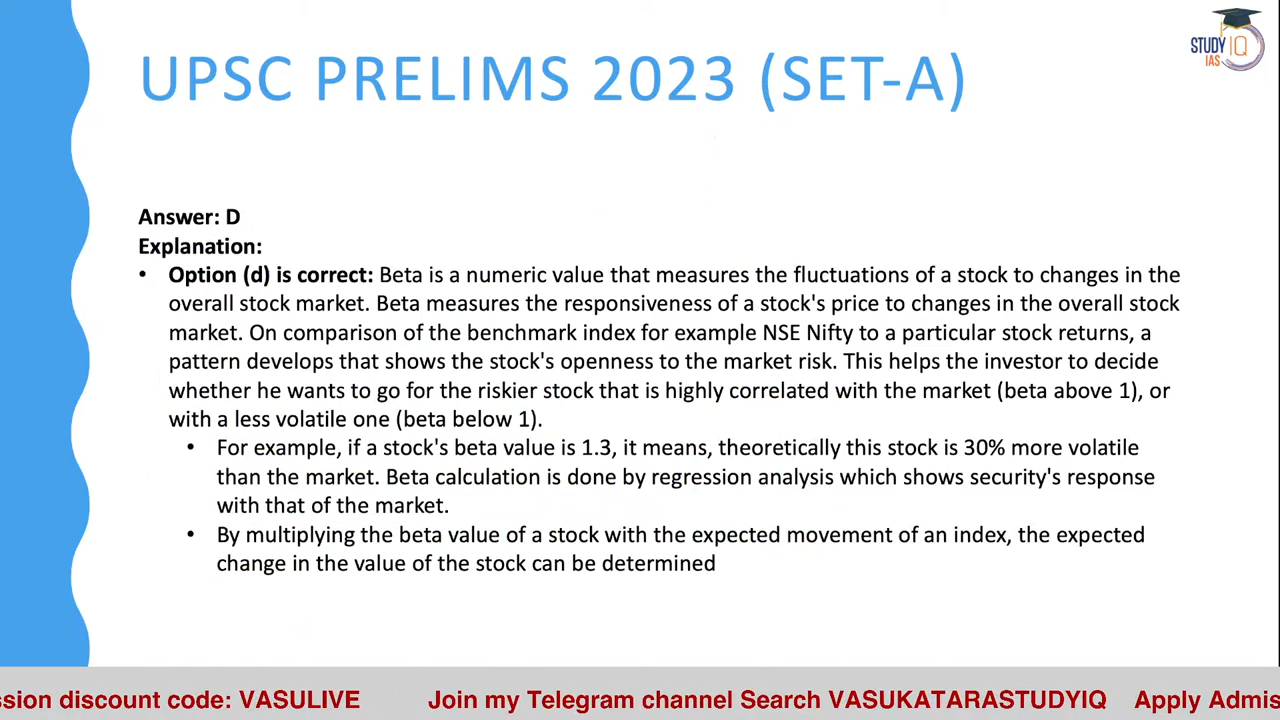 STUDY IQ
IAS
UPSC PRELIMS 2023 (SET-A)
Answer: D
Explanation:
• Option (d) is correct: Beta is a numeric value that measures the fluctuations of a stock to changes in the
overall stock market. Beta measures the responsiveness of a stock's price to changes in the overall stock
market. On comparison of the benchmark index for example NSE Nifty to a particular stock returns, a
pattern develops that shows the stock's openness to the market risk. This helps the investor to decide
whether he wants to go for the riskier stock that is highly correlated with the market (beta above 1), or
with a less volatile one (beta below 1).
• For example, if a stock's beta value is 1.3, it means, theoretically this stock is 30% more volatile
than the market. Beta calculation is done by regression analysis which shows security's response
with that of the market.
• By multiplying the beta value of a stock with the expected movement of an index, the expected
change in the value of the stock can be determined
ssion discount code: VASULIVE Join my Telegram channel Search VASUKATARASTUDYIQ Apply Admis